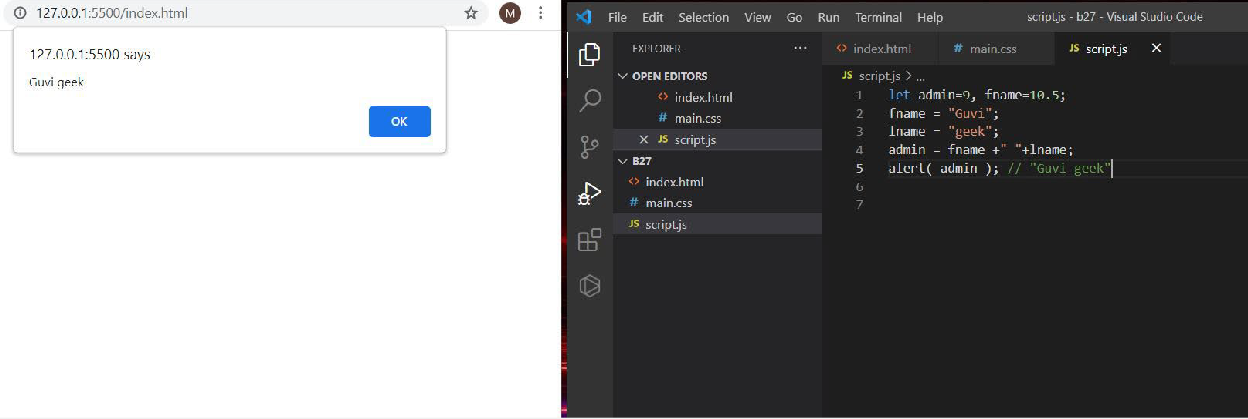 127.0.0.1:5500/index.html
M
127.0.0.1:5500 says
Guvi geek
OK
File Edit Selection View Go Run Terminal Help
script.js - b27 - Visual Studio Code
EXPLORER
OPEN EDITORS
<> index.html
# main.css
JS script.js
B27
<> index.html
# main.css
JS script.js
<> index.html # main.css JS script.js
JS script.js > ...
1 let admin=9, fname=10.5;
2 fname = "Guvi";
3 lname = "geek";
4 admin = fname +" "+lname;
5 alert( admin ); // "Guvi geek"
6
7